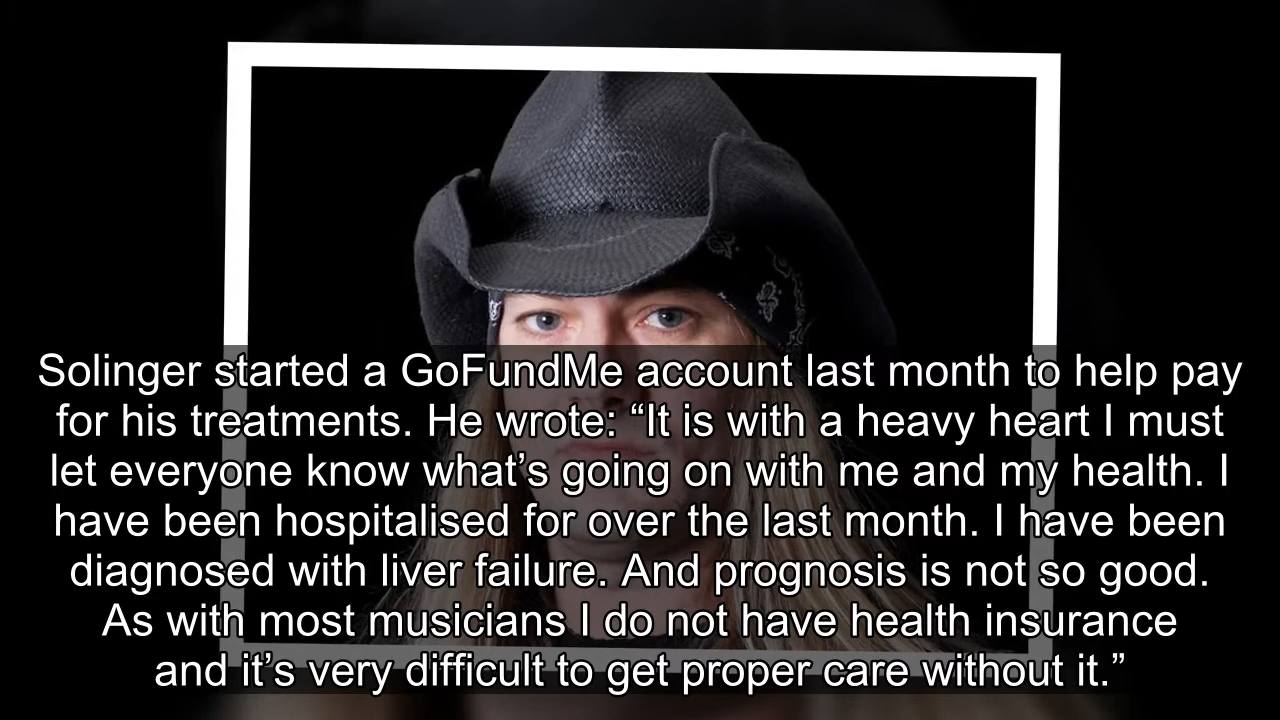 Solinger started a GoFundMe account last month to help pay
for his treatments. He wrote: “It is with a heavy heart I must
let everyone know what’s going on with me and my health. I
have been hospitalised for over the last month. I have been
diagnosed with liver failure. And prognosis is not so good.
As with most musicians I do not have health insurance
and it’s very difficult to get proper care without it.”